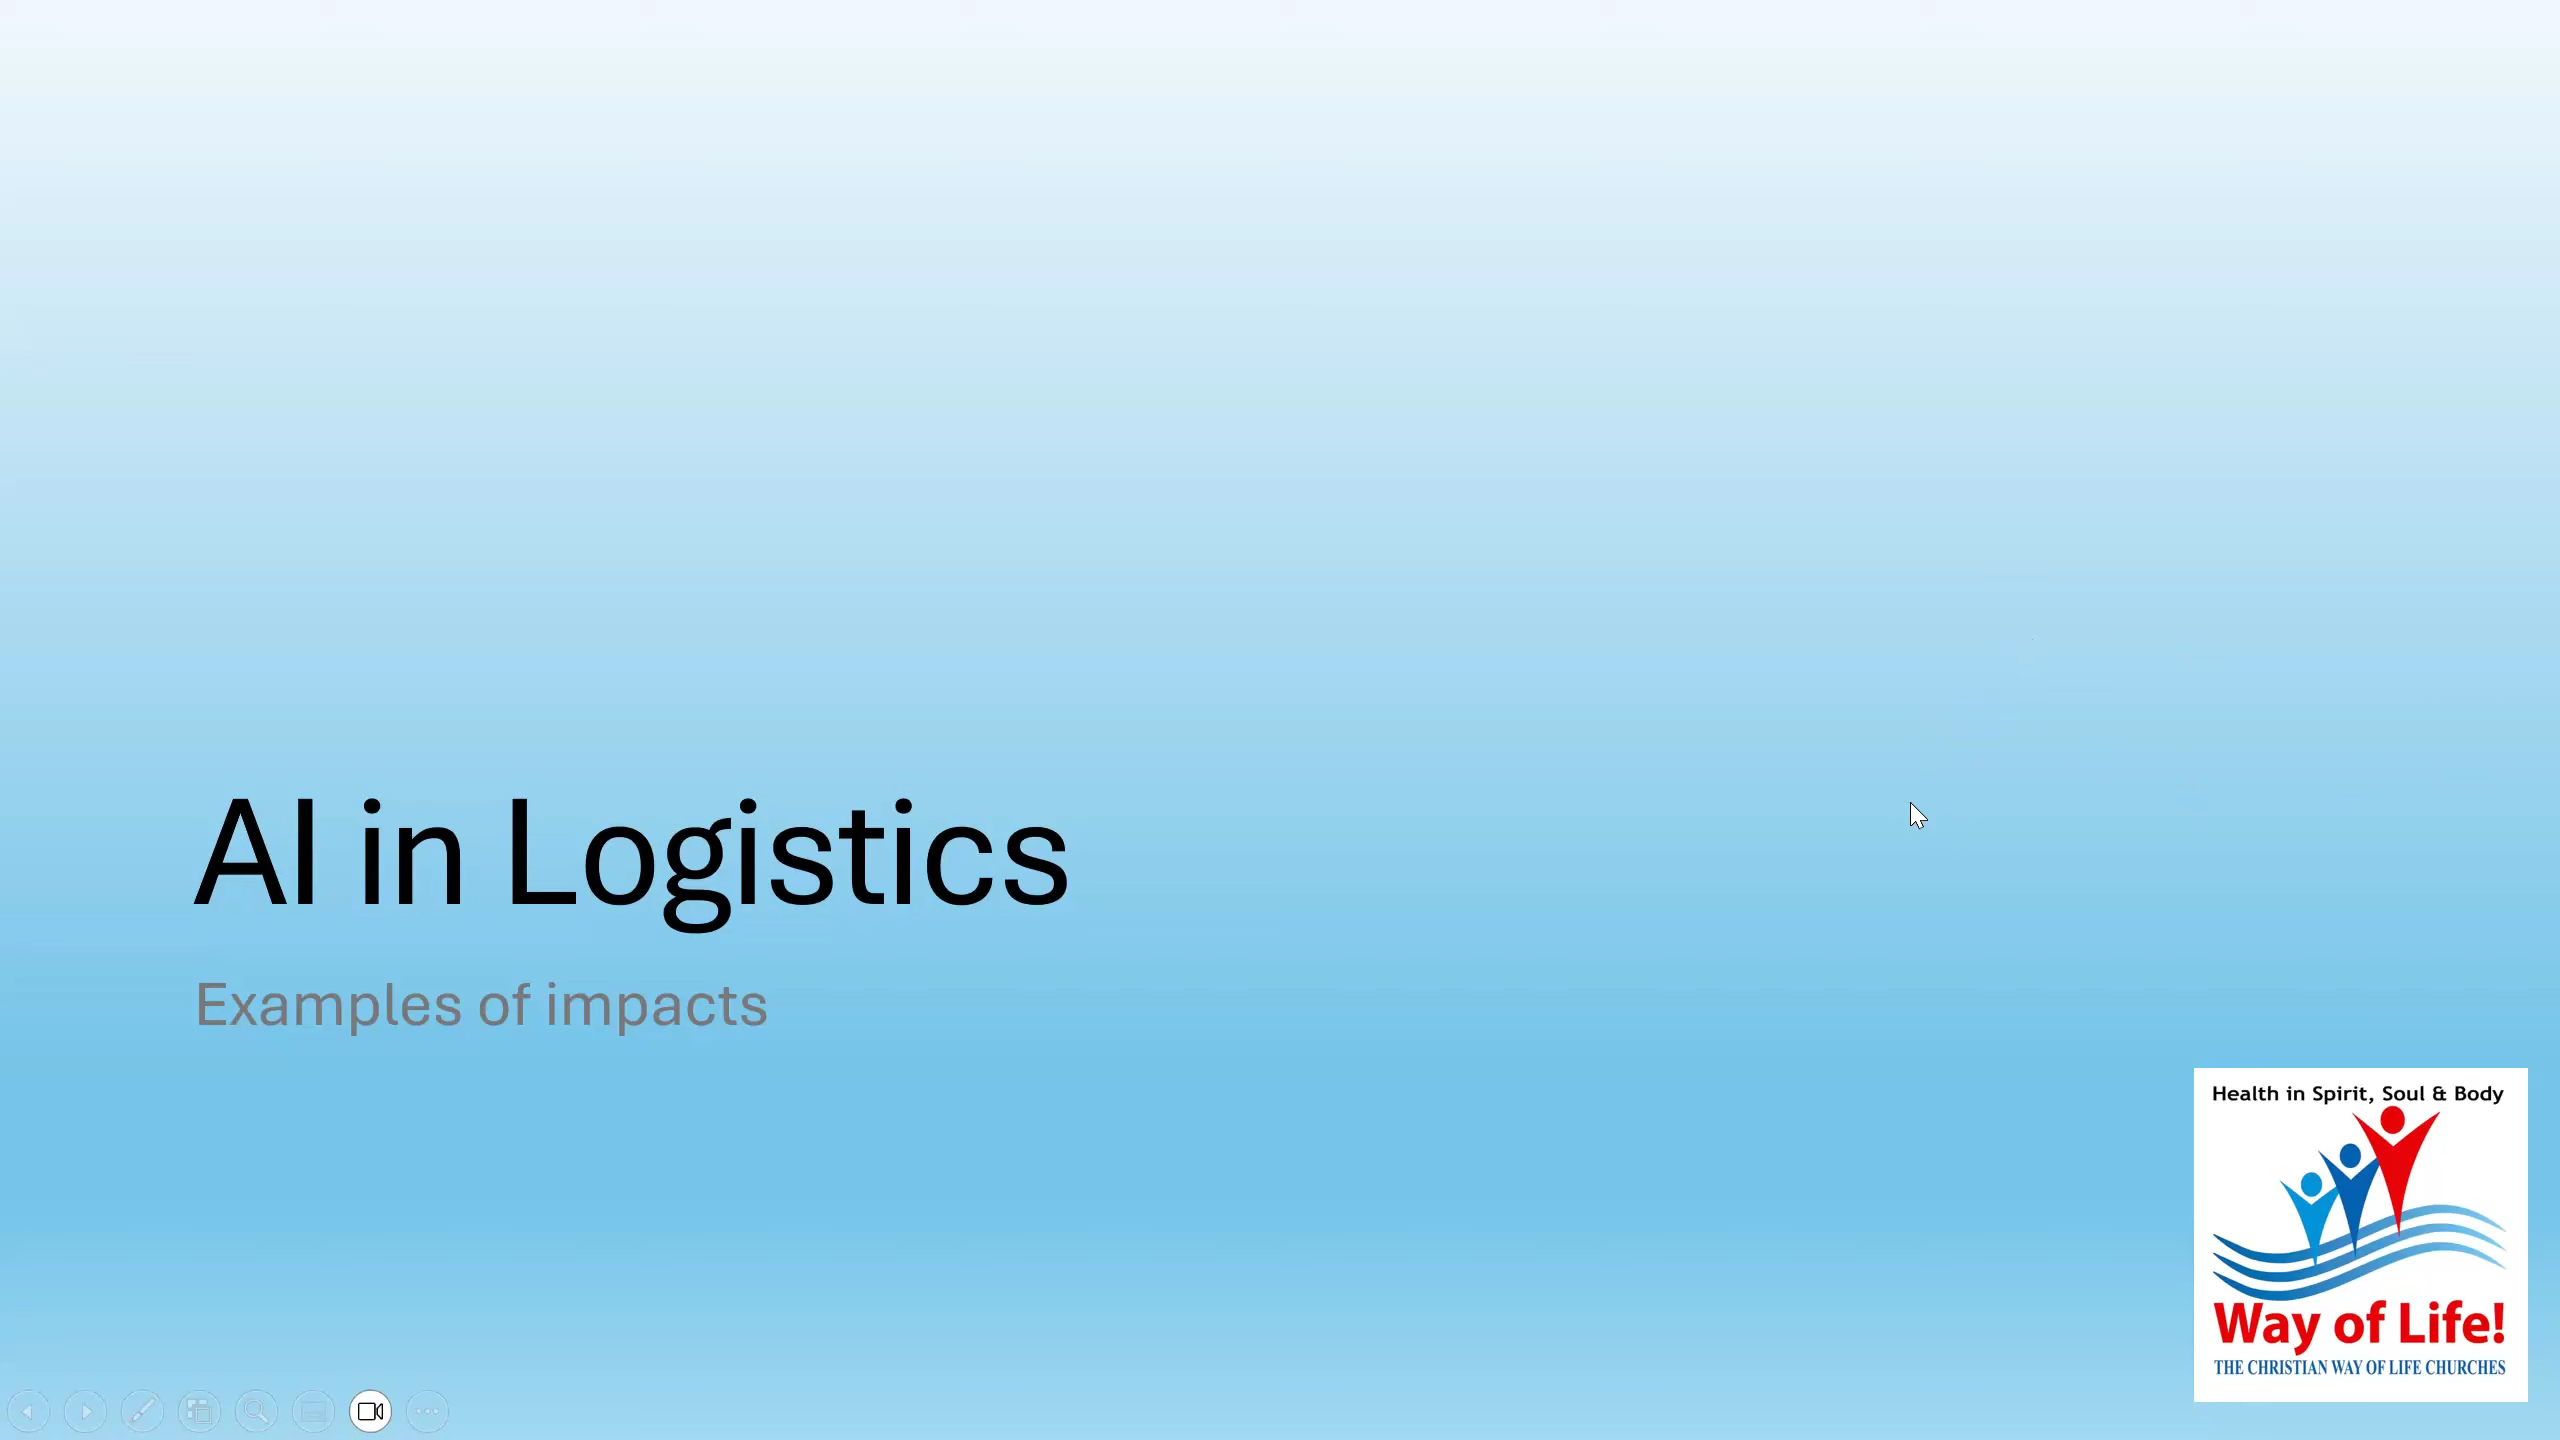 AI in Logistics
Examples of impacts
Health in Spirit, Soul & Body
Way of Life!
THE CHRISTIAN WAY OF LIFE CHURCHES